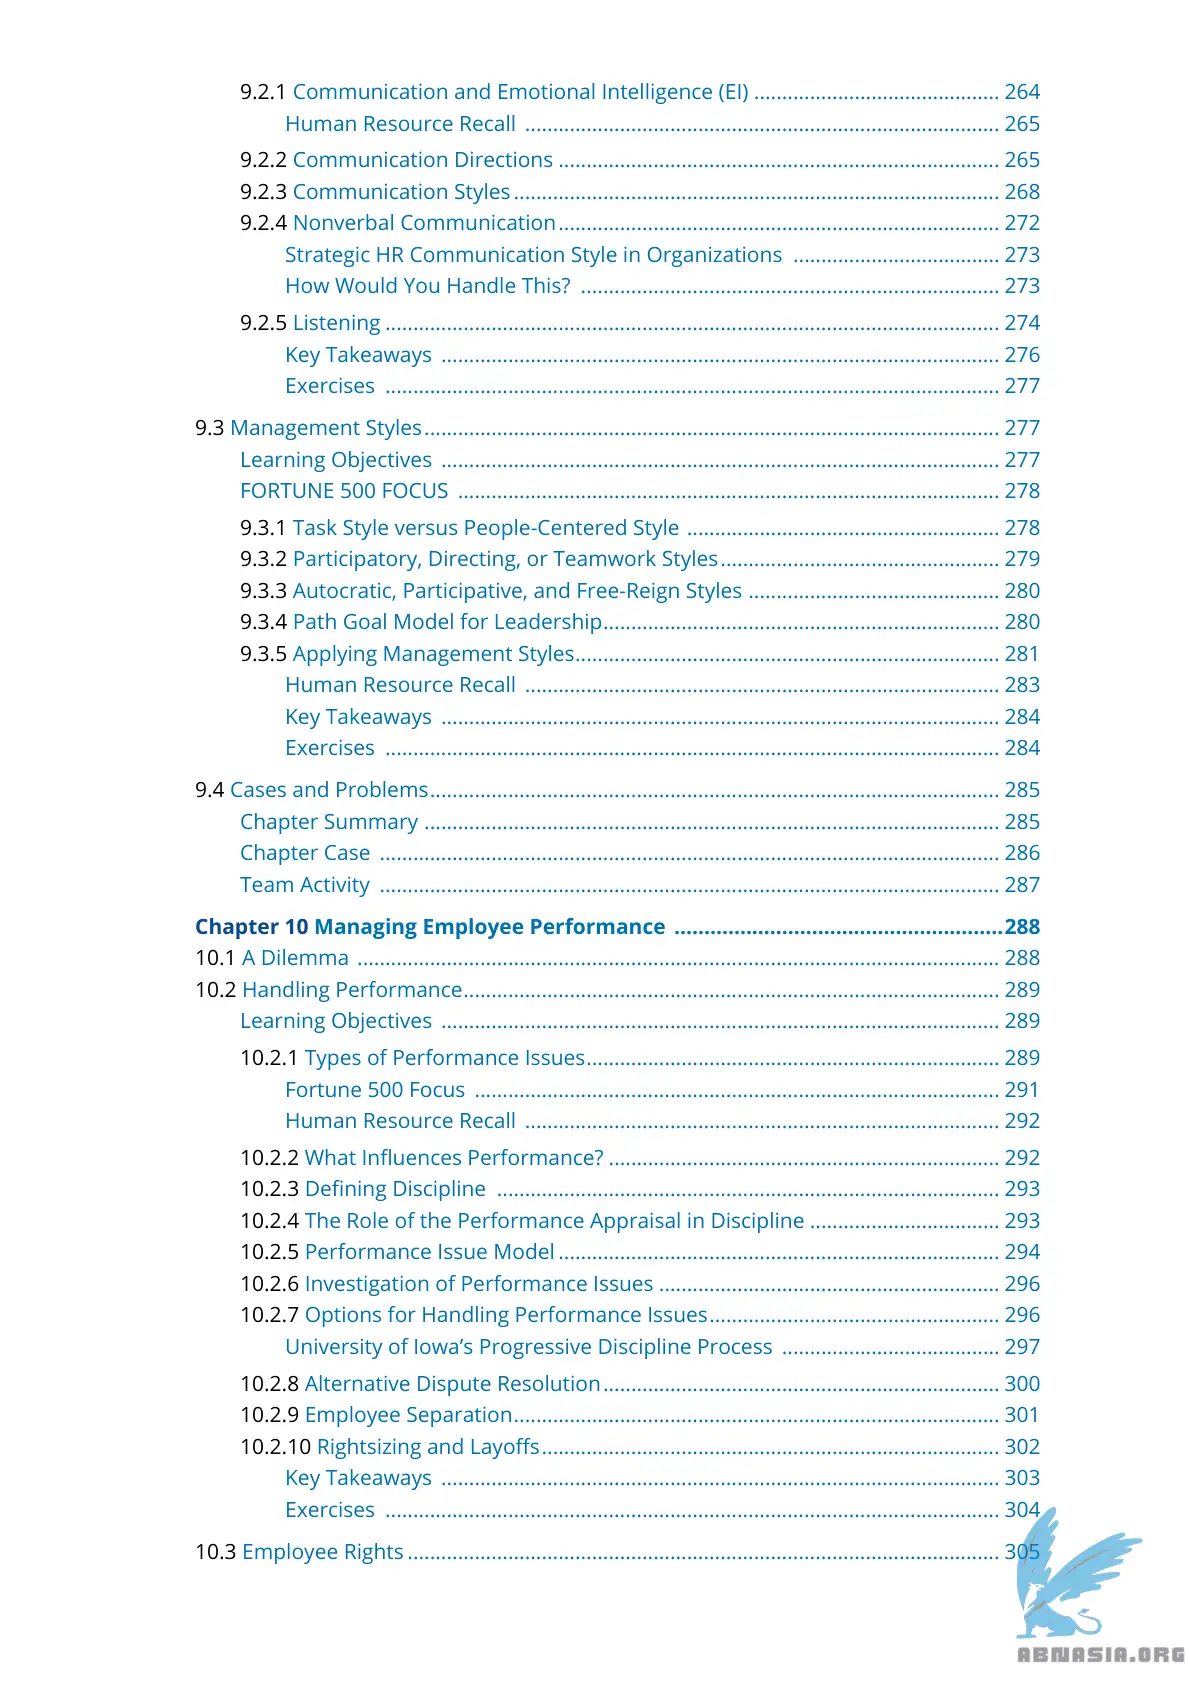 9.2.1 Communication and Emotional Intelligence (EI) ............................................ 264
Human Resource Recall ..................................................................................... 265
9.2.2 Communication Directions ............................................................................... 265
9.2.3 Communication Styles ....................................................................................... 268
9.2.4 Nonverbal Communication ............................................................................... 272
Strategic HR Communication Style in Organizations ..................................... 273
How Would You Handle This? ........................................................................... 273
9.2.5 Listening .............................................................................................................. 274
Key Takeaways .................................................................................................... 276
Exercises .............................................................................................................. 277
9.3 Management Styles ....................................................................................................... 277
Learning Objectives .................................................................................................... 277
FORTUNE 500 FOCUS ................................................................................................. 278
9.3.1 Task Style versus People-Centered Style ........................................................ 278
9.3.2 Participatory, Directing, or Teamwork Styles .................................................. 279
9.3.3 Autocratic, Participative, and Free-Reign Styles ............................................. 280
9.3.4 Path Goal Model for Leadership ....................................................................... 280
9.3.5 Applying Management Styles ............................................................................ 281
Human Resource Recall ..................................................................................... 283
Key Takeaways .................................................................................................... 284
Exercises .............................................................................................................. 284
9.4 Cases and Problems ...................................................................................................... 285
Chapter Summary ....................................................................................................... 285
Chapter Case ............................................................................................................... 286
Team Activity ............................................................................................................... 287
Chapter 10 Managing Employee Performance .......................................................288
10.1 A Dilemma ................................................................................................................... 288
10.2 Handling Performance ................................................................................................ 289
Learning Objectives .................................................................................................... 289
10.2.1 Types of Performance Issues .......................................................................... 289
Fortune 500 Focus .............................................................................................. 291
Human Resource Recall ..................................................................................... 292
10.2.2 What Influences Performance? ...................................................................... 292
10.2.3 Defining Discipline .......................................................................................... 293
10.2.4 The Role of the Performance Appraisal in Discipline .................................. 293
10.2.5 Performance Issue Model ............................................................................... 294
10.2.6 Investigation of Performance Issues ............................................................. 296
10.2.7 Options for Handling Performance Issues .................................................... 296
University of Iowa’s Progressive Discipline Process ....................................... 297
10.2.8 Alternative Dispute Resolution ....................................................................... 300
10.2.9 Employee Separation ....................................................................................... 301
10.2.10 Rightsizing and Layoffs .................................................................................. 302
Key Takeaways .................................................................................................... 303
Exercises .............................................................................................................. 304
10.3 Employee Rights .......................................................................................................... 305
ABNASIA.ORG